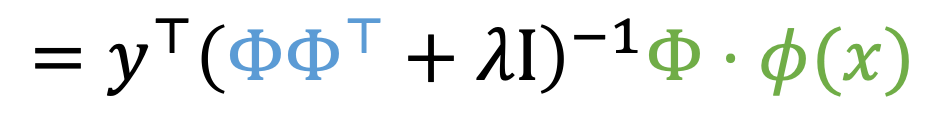 = y⊤(ΦΦ⊤ + λI)−1Φ · ϕ(x)